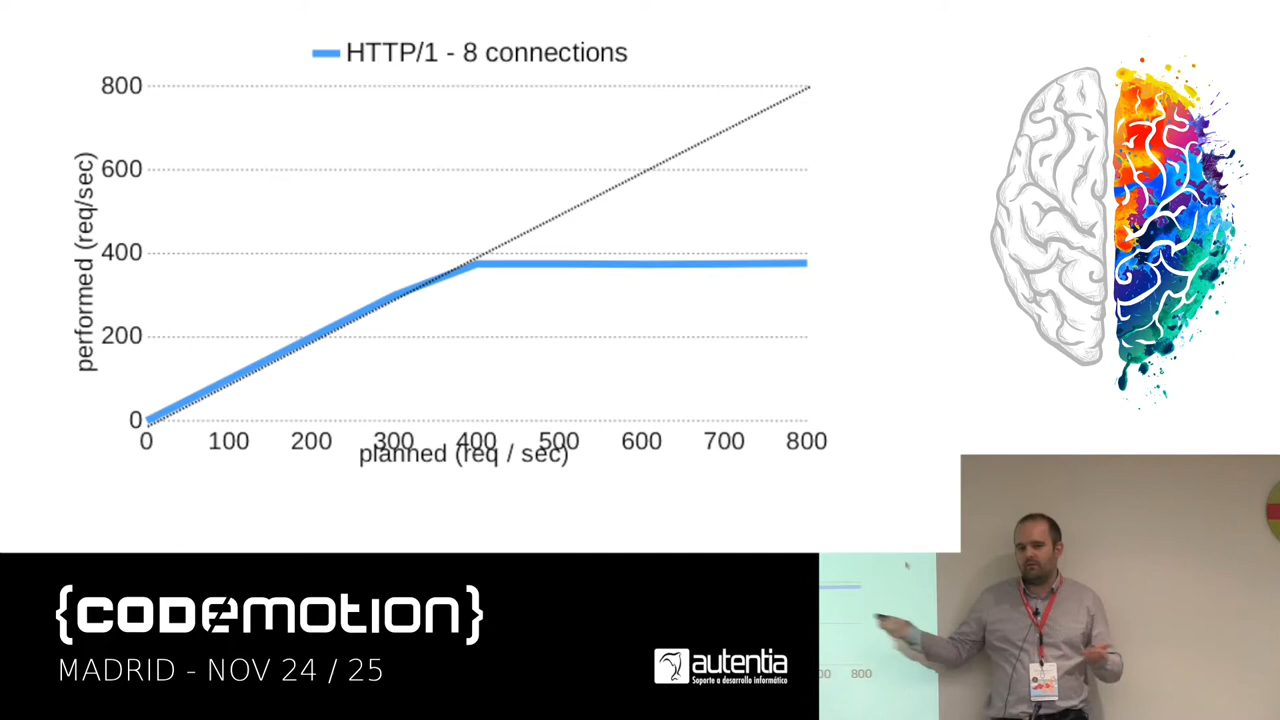 HTTP/1 - 8 connections
800
600
400
200
0
performed (req/sec)
0 100 200 300 400 500 600 700 800
planned (req / sec)
{codemotion}
MADRID - NOV 24 / 25
autentia
Soporte a desarrollo informático
800